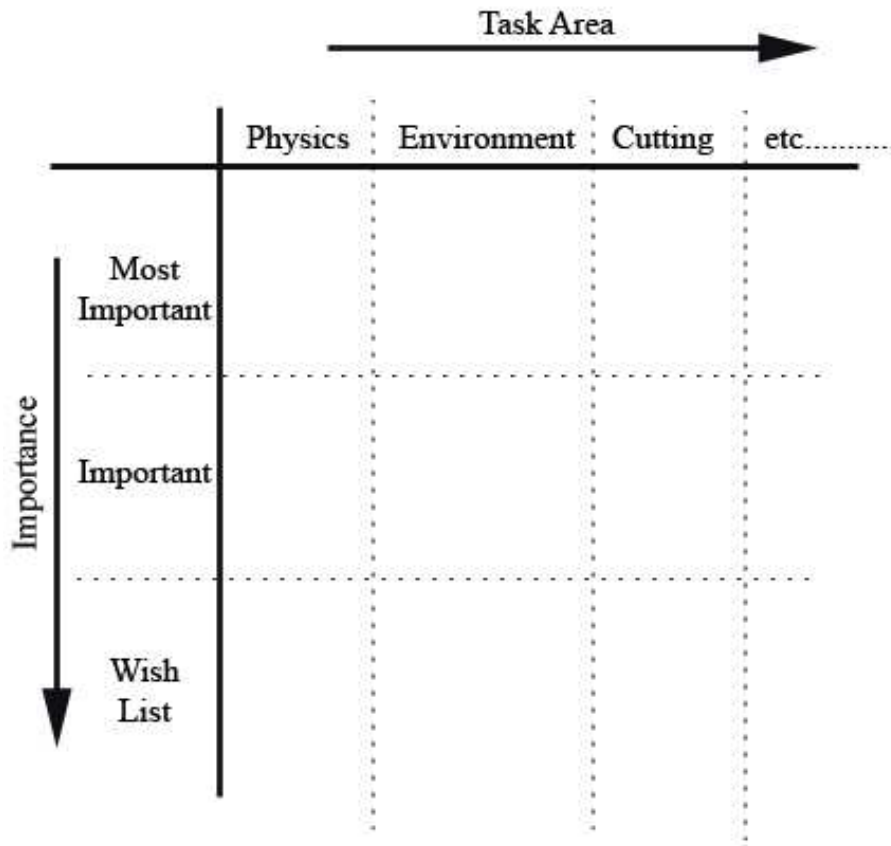 Task Area
Physics Environment Cutting etc..........
Most
Important
Importance
Important
Wish
List